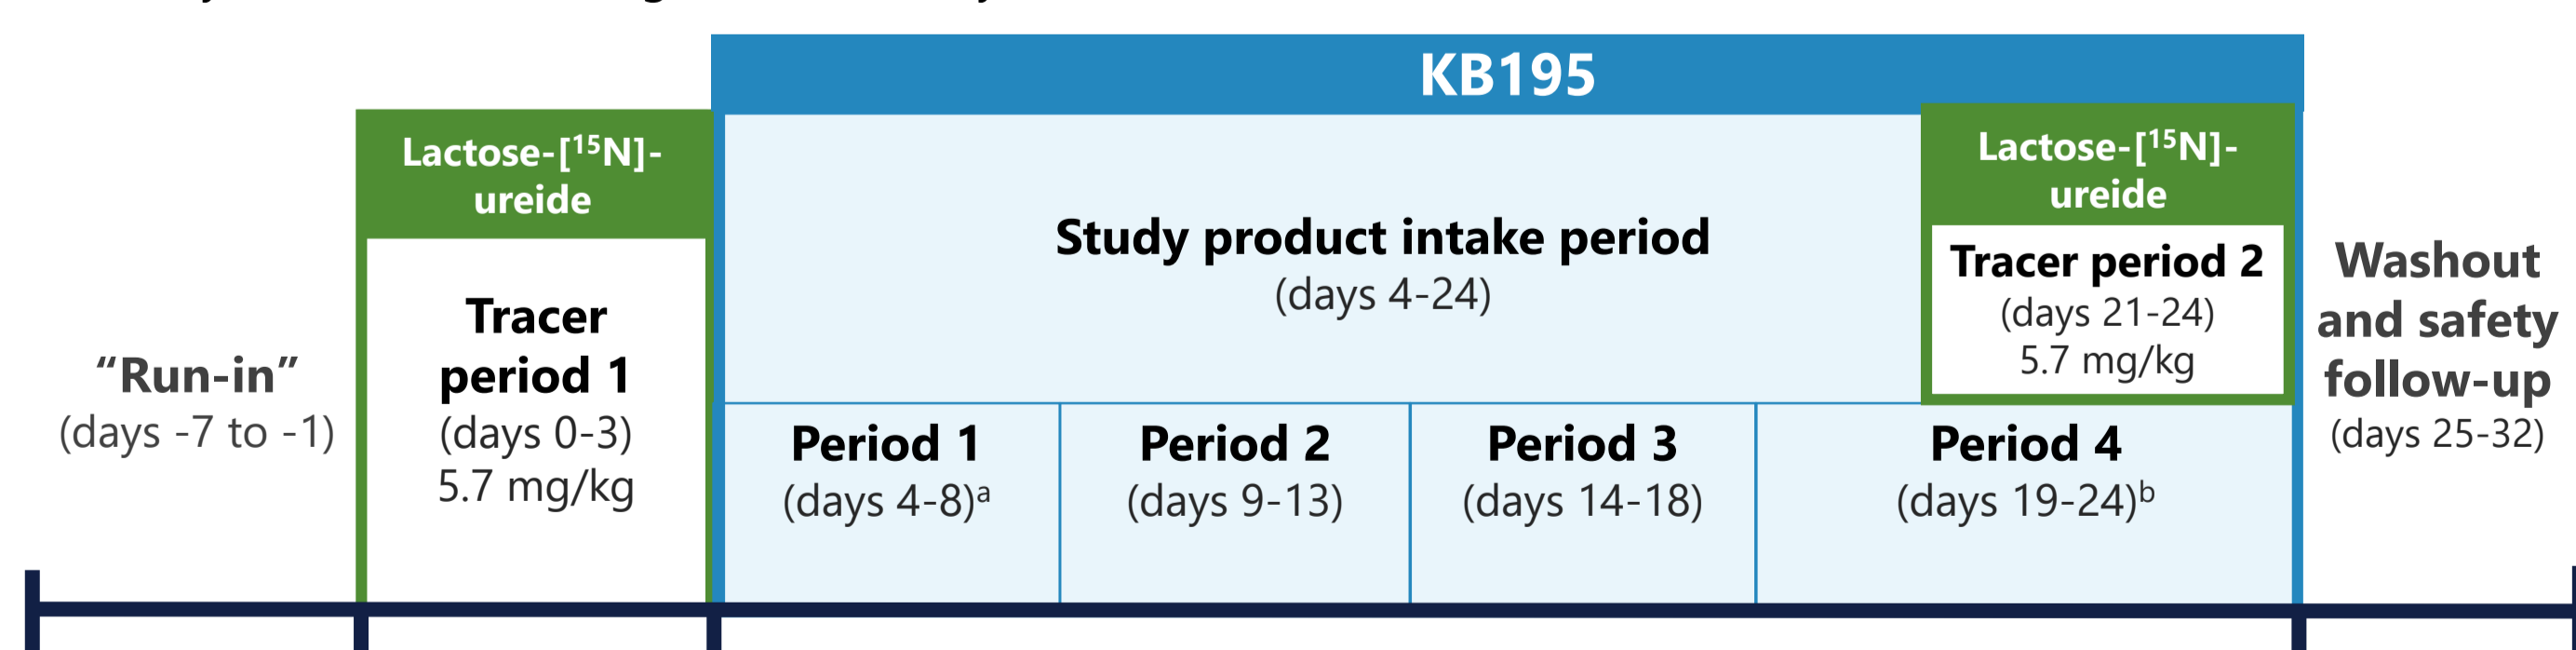 KB195
Lactose-[¹⁵N]-
ureide
Lactose-[¹⁵N]-
ureide
Study product intake period
(days 4-24)
Tracer period 2
(days 21-24)
5.7 mg/kg
Tracer
period 1
(days 0-3)
5.7 mg/kg
“Run-in”
(days -7 to -1)
Washout
and safety
follow-up
(days 25-32)
Period 1
(days 4-8)ᵃ
Period 2
(days 9-13)
Period 3
(days 14-18)
Period 4
(days 19-24)ᵇ